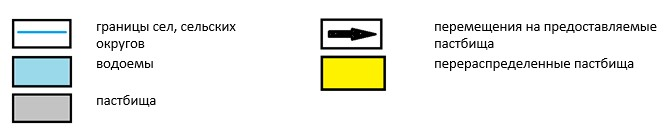 границы сел, сельских
округов
водоемы
пастбища
перемещения на предоставляемые
пастбища
перераспределенные пастбища